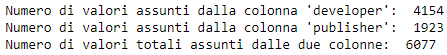 Numero di valori assunti dalla colonna 'developer':  4154
Numero di valori assunti dalla colonna 'publisher':  1923
Numero di valori totali assunti dalle due colonne:  6077